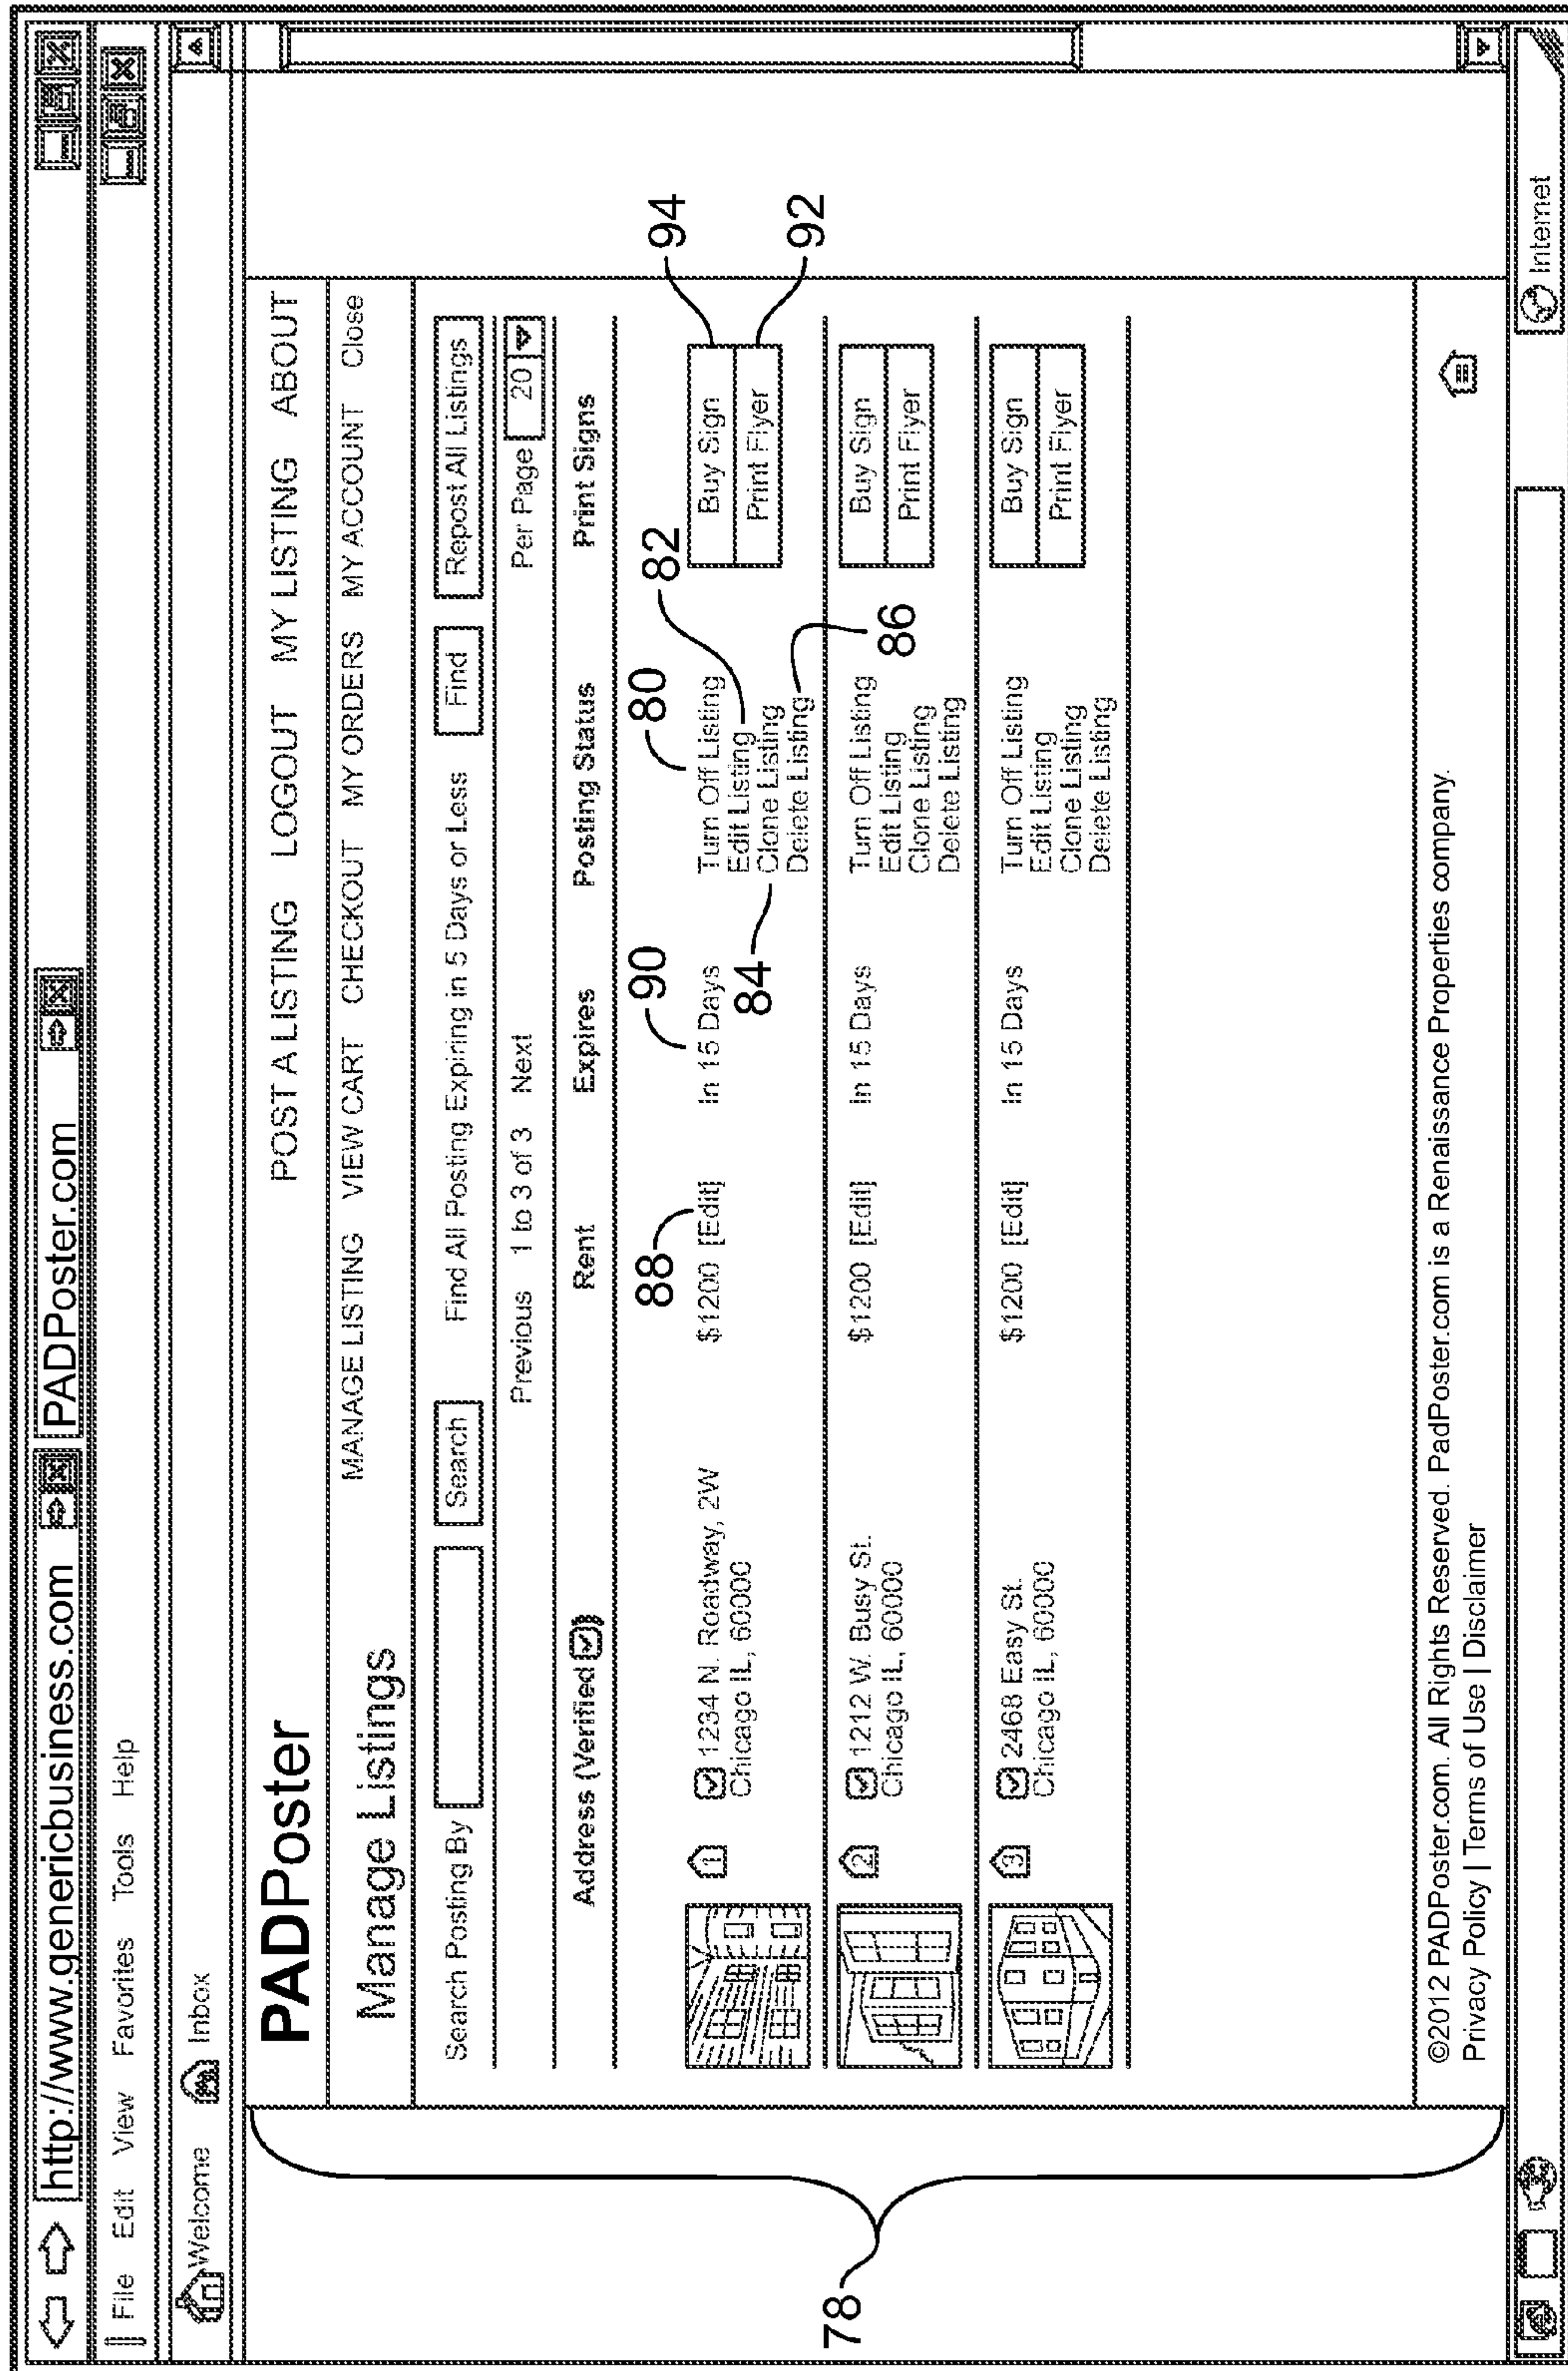 http://www.genericbusiness.com PADPoster.com
File Edit View Favorites Tools Help
Welcome Inbox
PADPoster
POST A LISTING LOGOUT MY LISTING ABOUT
MANAGE LISTING VIEW CART CHECKOUT MY ORDERS MY ACCOUNT Close
Manage Listings
Search Posting By Search Find All Posting Expiring in 5 Days or Less Find Repost All Listings
Previous 1 to 3 of 3 Next Per Page 20
Address (Verified ) Rent Expires Posting Status Print Signs
88 90 80 82 94
1 1234 N. Roadway, 2W $1200 [Edit] In 15 Days Turn Off Listing Buy Sign
Chicago IL, 60000 Edit Listing Print Flyer
84 Clone Listing 92
Delete Listing 86
2 1212 W. Busy St. $1200 [Edit] In 15 Days Turn Off Listing Buy Sign
Chicago IL, 60000 Edit Listing Print Flyer
Clone Listing
Delete Listing
78
3 2468 Easy St. $1200 [Edit] In 15 Days Turn Off Listing Buy Sign
Chicago IL, 60000 Edit Listing Print Flyer
Clone Listing
Delete Listing
©2012 PADPoster.com. All Rights Reserved. PadPoster.com is a Renaissance Properties company.
Privacy Policy | Terms of Use | Disclaimer
Internet